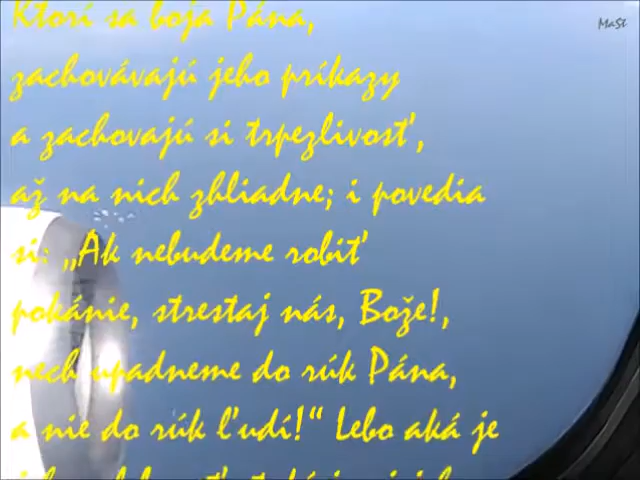 Ktorí sa boja Pána,
MaSt
zachovávajú jeho príkazy
a zachovajú si trpezlivosť,
až na nich zhliadne; i povedia
si: „Ak nebudeme robiť
pokánie, strestaj nás, Bože!,
nech upadneme do rúk Pána,
a nie do rúk ľudí!“ Lebo aká je